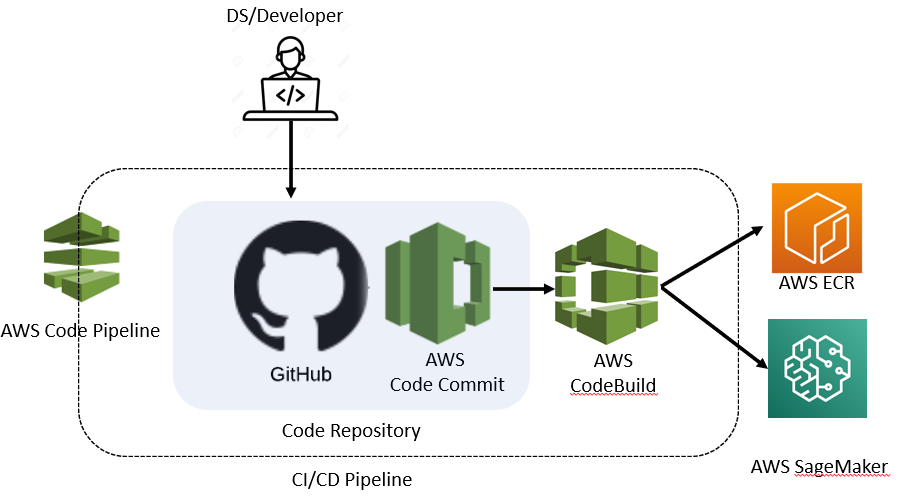 DS/Developer
</>
AWS Code Pipeline
GitHub
AWS
Code Commit
AWS
CodeBuild
AWS ECR
AWS SageMaker
Code Repository
CI/CD Pipeline